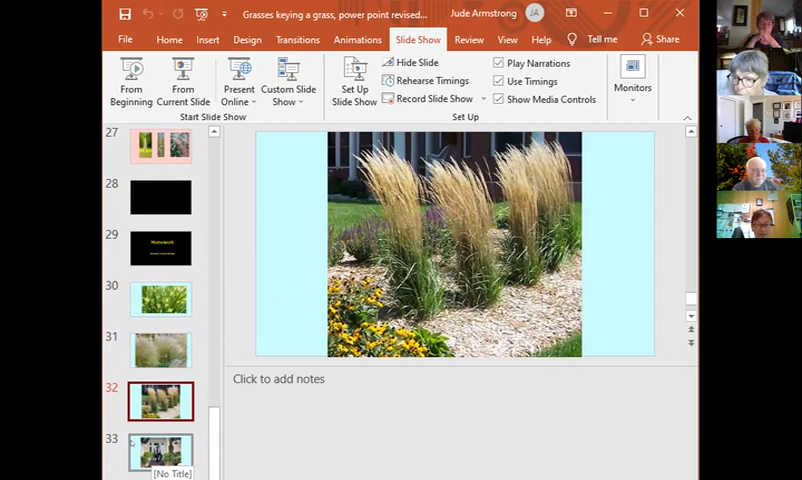 Grasses keying a grass, power point revised...
Jude Armstrong
JA
File
Home
Insert
Design
Transitions
Animations
Slide Show
Review
View
Help
Tell me
Share
From
Beginning
From
Current Slide
Present
Online
Custom Slide
Show
Start Slide Show
Set Up
Slide Show
Hide Slide
Rehearse Timings
Record Slide Show
Play Narrations
Use Timings
Show Media Controls
Set Up
Monitors
27
28
29
Homework
30
31
32
33
[No Title]
Click to add notes